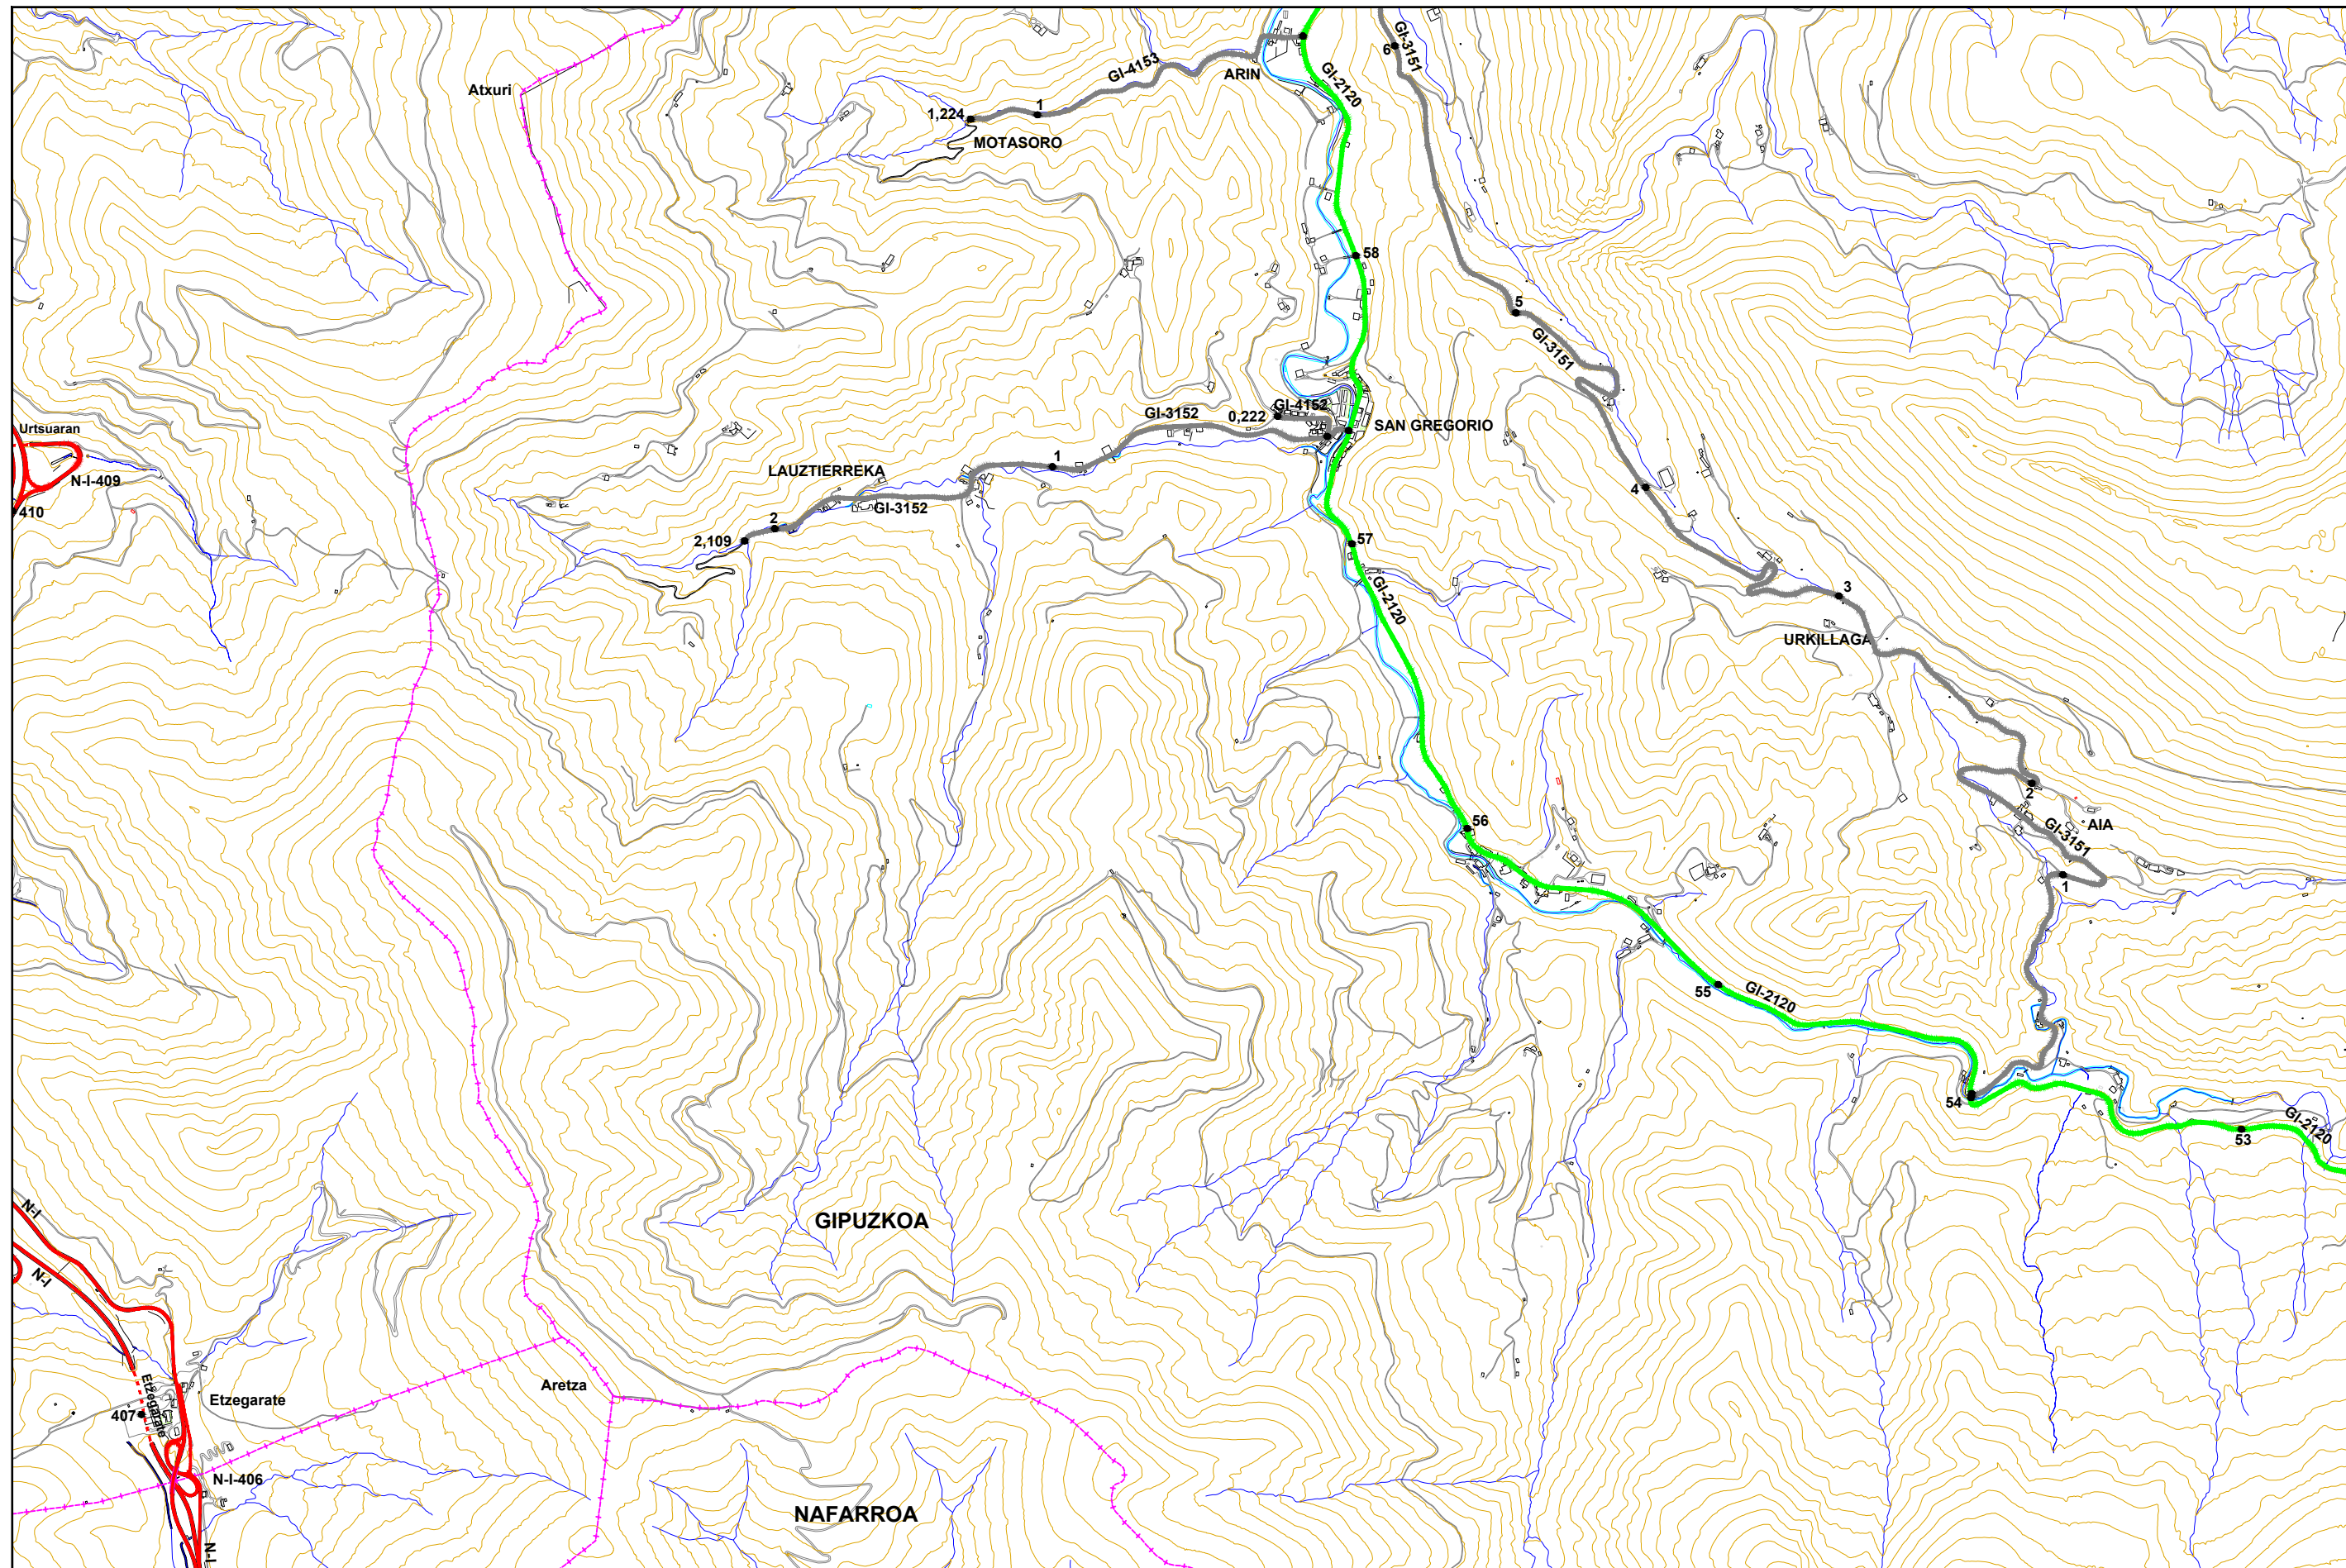 6
GI-3151
GI-4153
ARIN
GI-2120
Atxuri
1,224
1
MOTASORO
58
5
GI-3151
GI-3152
0,222
GI-4152
SAN GREGORIO
Urtsuaran
N-I-409
410
LAUZTIERREKA
1
GI-3152
2
2,109
4
57
GI-2120
3
URKILLAGA
2
AIA
GI-3151
1
56
55
GI-2120
54
53
GI-2120
N-I
N-I
GIPUZKOA
Etzegarate
407
Etzegarate
Aretza
N-I-406
NAFARROA
N-I